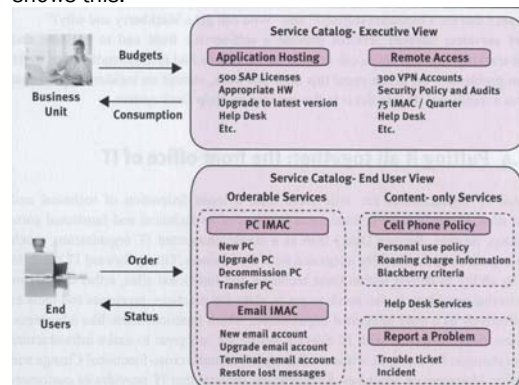 shows this.
Service Catalog- Executive View
Budgets
Business
Unit
Consumption
Application Hosting
500 SAP Licenses
Appropriate HW
Upgrade to latest version
Help Desk
Etc.
Remote Access
300 VPN Accounts
Security Policy and Audits
75 IMAC / Quarter
Help Desk
Etc.
Service Catalog- End User View
Order
End
Users
Status
Orderable Services
PC IMAC
New PC
Upgrade PC
Decommission PC
Transfer PC
Email IMAC
New email account
Upgrade email account
Terminate email account
Restore lost messages
Content- only Services
Cell Phone Policy
Personal use policy
Roaming charge information
Blackberry criteria
Help Desk Services
Report a Problem
Trouble ticket
Incident